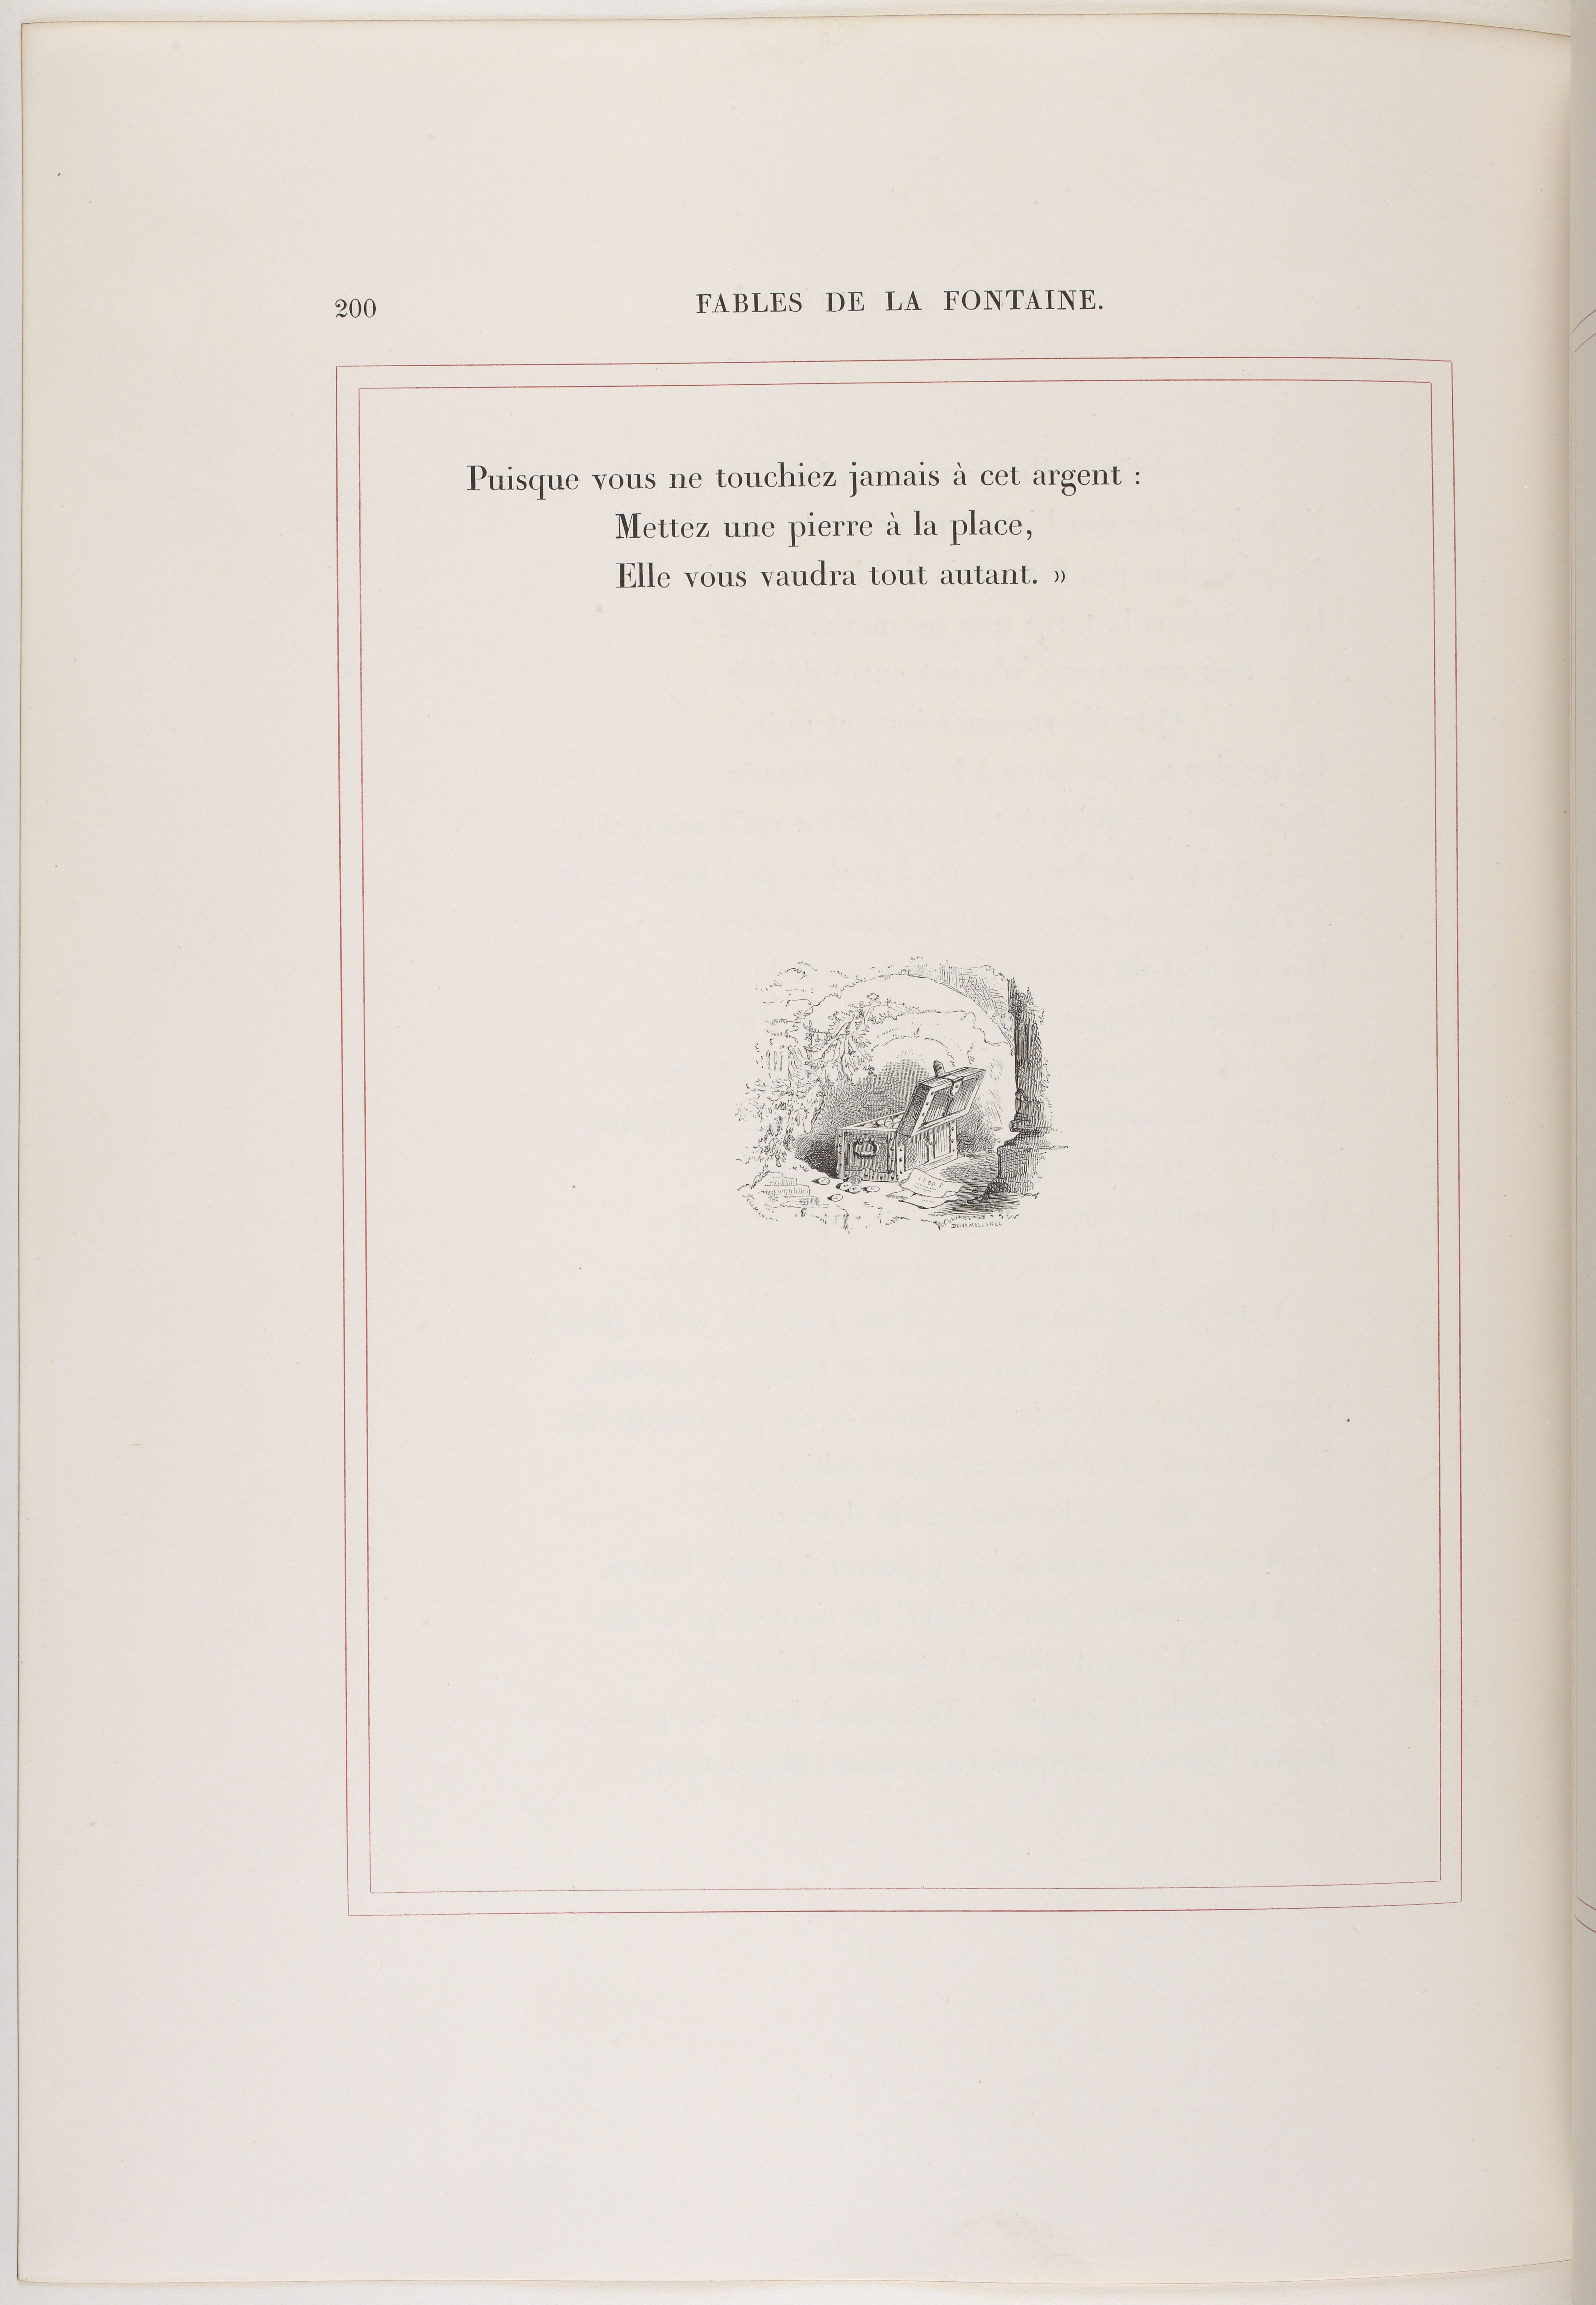 200
FABLES DE LA FONTAINE.
Puisque vous ne touchiez jamais à cet argent :
Mettez une pierre à la place,
Elle vous vaudra tout autant. »